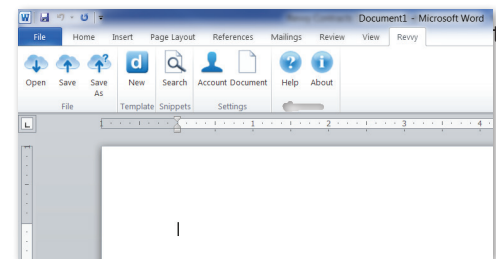 Document1 - Microsoft Word
File Home Insert Page Layout References Mailings Review View Revvy
Open Save Save As New Search Account Document Help About
File Template Snippets Settings
1 2 3 4